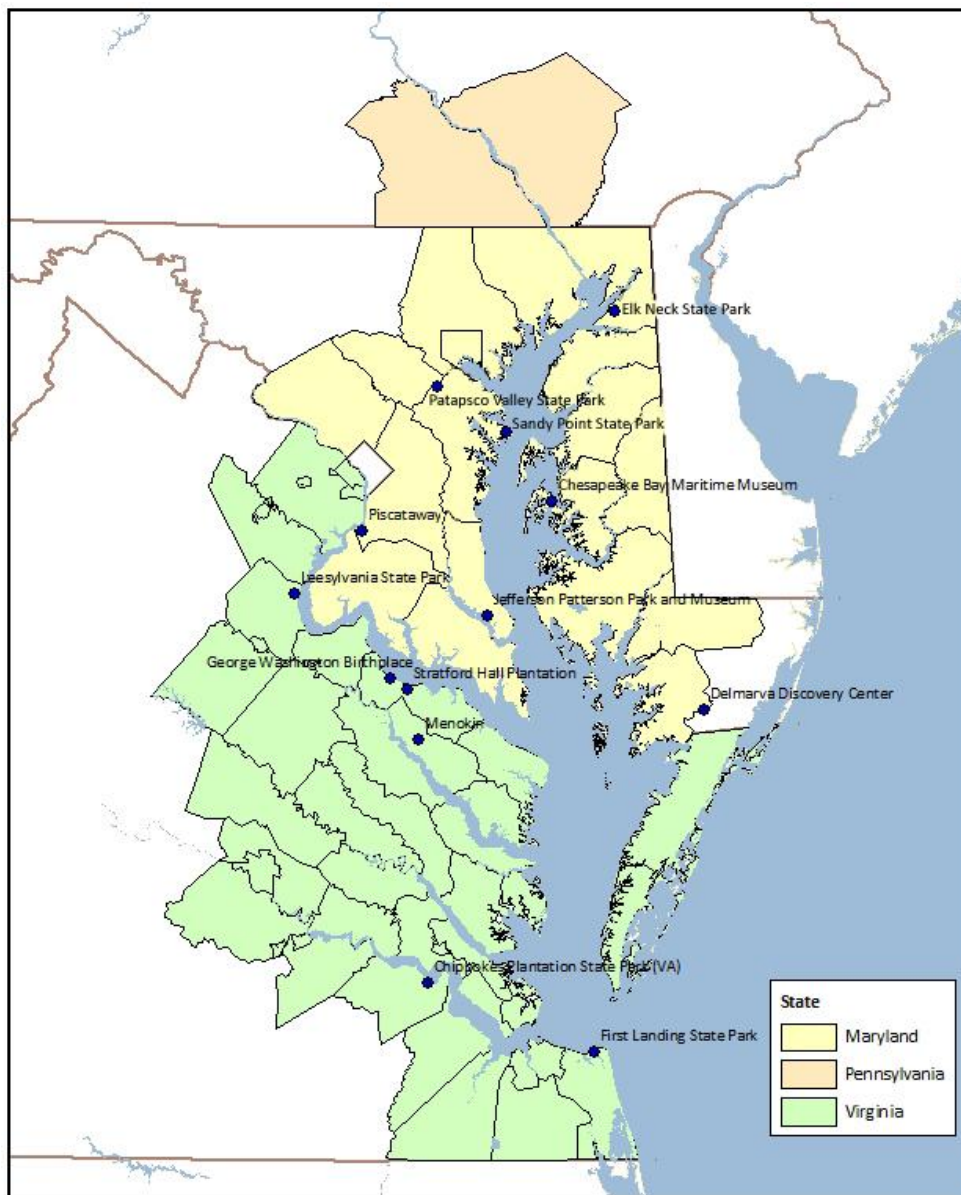 Elk Neck State Park
Patapsco Valley State Park
Sandy Point State Park
Chesapeake Bay Maritime Museum
Piscataway
Leesylvania State Park
Jefferson Patterson Park and Museum
George Washington Birthplace
Stratford Hall Plantation
Delmarva Discovery Center
Menokin
Chippokes Plantation State Park (VA)
First Landing State Park
State
Maryland
Pennsylvania
Virginia